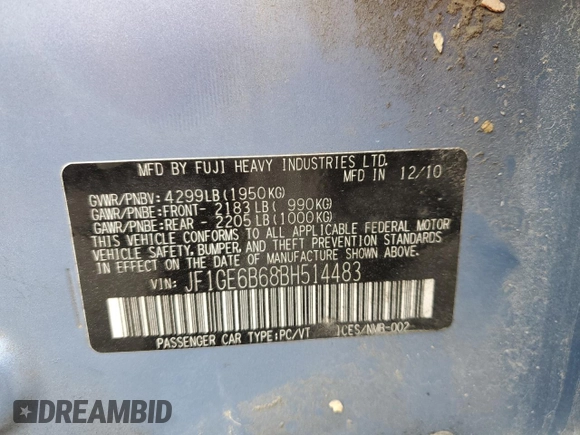 MFD BY FUJI HEAVY INDUSTRIES LTD.
MFD IN 12/10
GVWR/PNBV: 4299LB(1950KG)
GAWR/PNBE:FRONT- 2183LB( 990KG)
GAWR/PNBE:REAR - 2205LB(1000KG)
THIS VEHICLE CONFORMS TO ALL APPLICABLE FEDERAL MOTOR
VEHICLE SAFETY, BUMPER, AND THEFT PREVENTION STANDARDS
IN EFFECT ON THE DATE OF MANUFACTURE SHOWN ABOVE.
VIN: JF1GE6B68BH514483
PASSENGER CAR TYPE:PC/VT ICES/NMB-002
DREAMBID